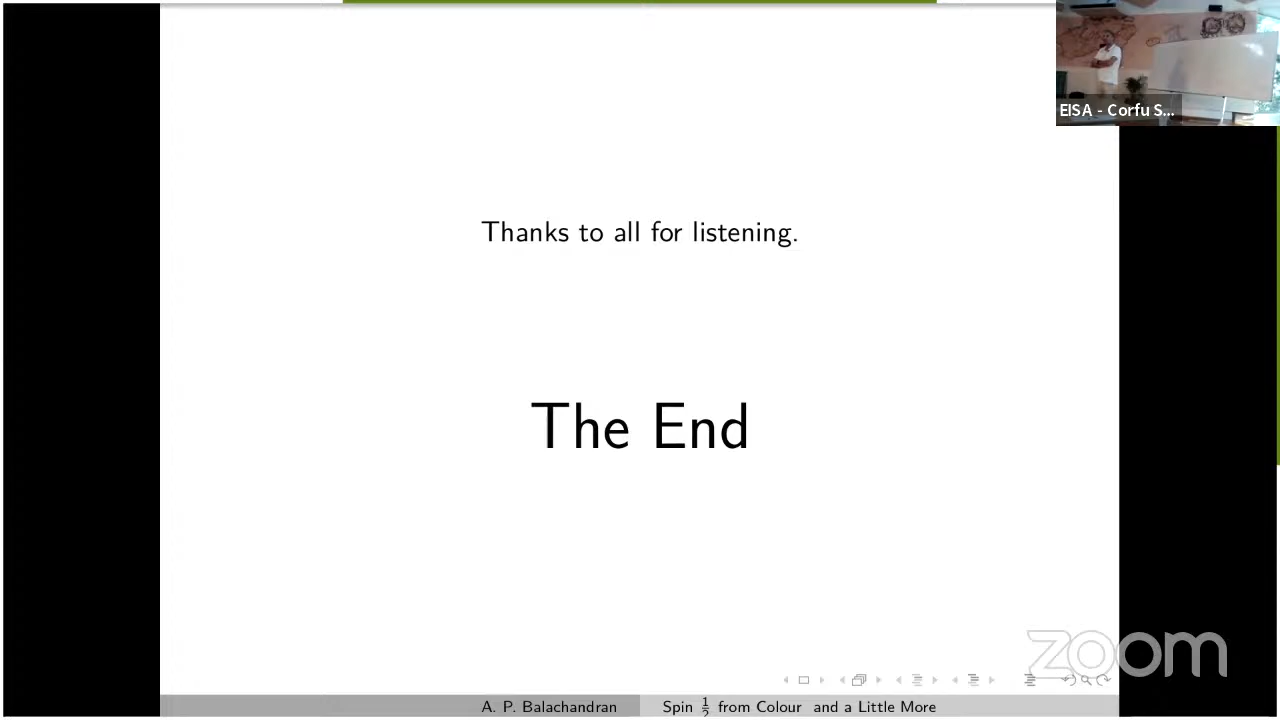 EISA - Corfu S...
Thanks to all for listening.
The End
zoom
A. P. Balachandran
Spin 1/2 from Colour and a Little More